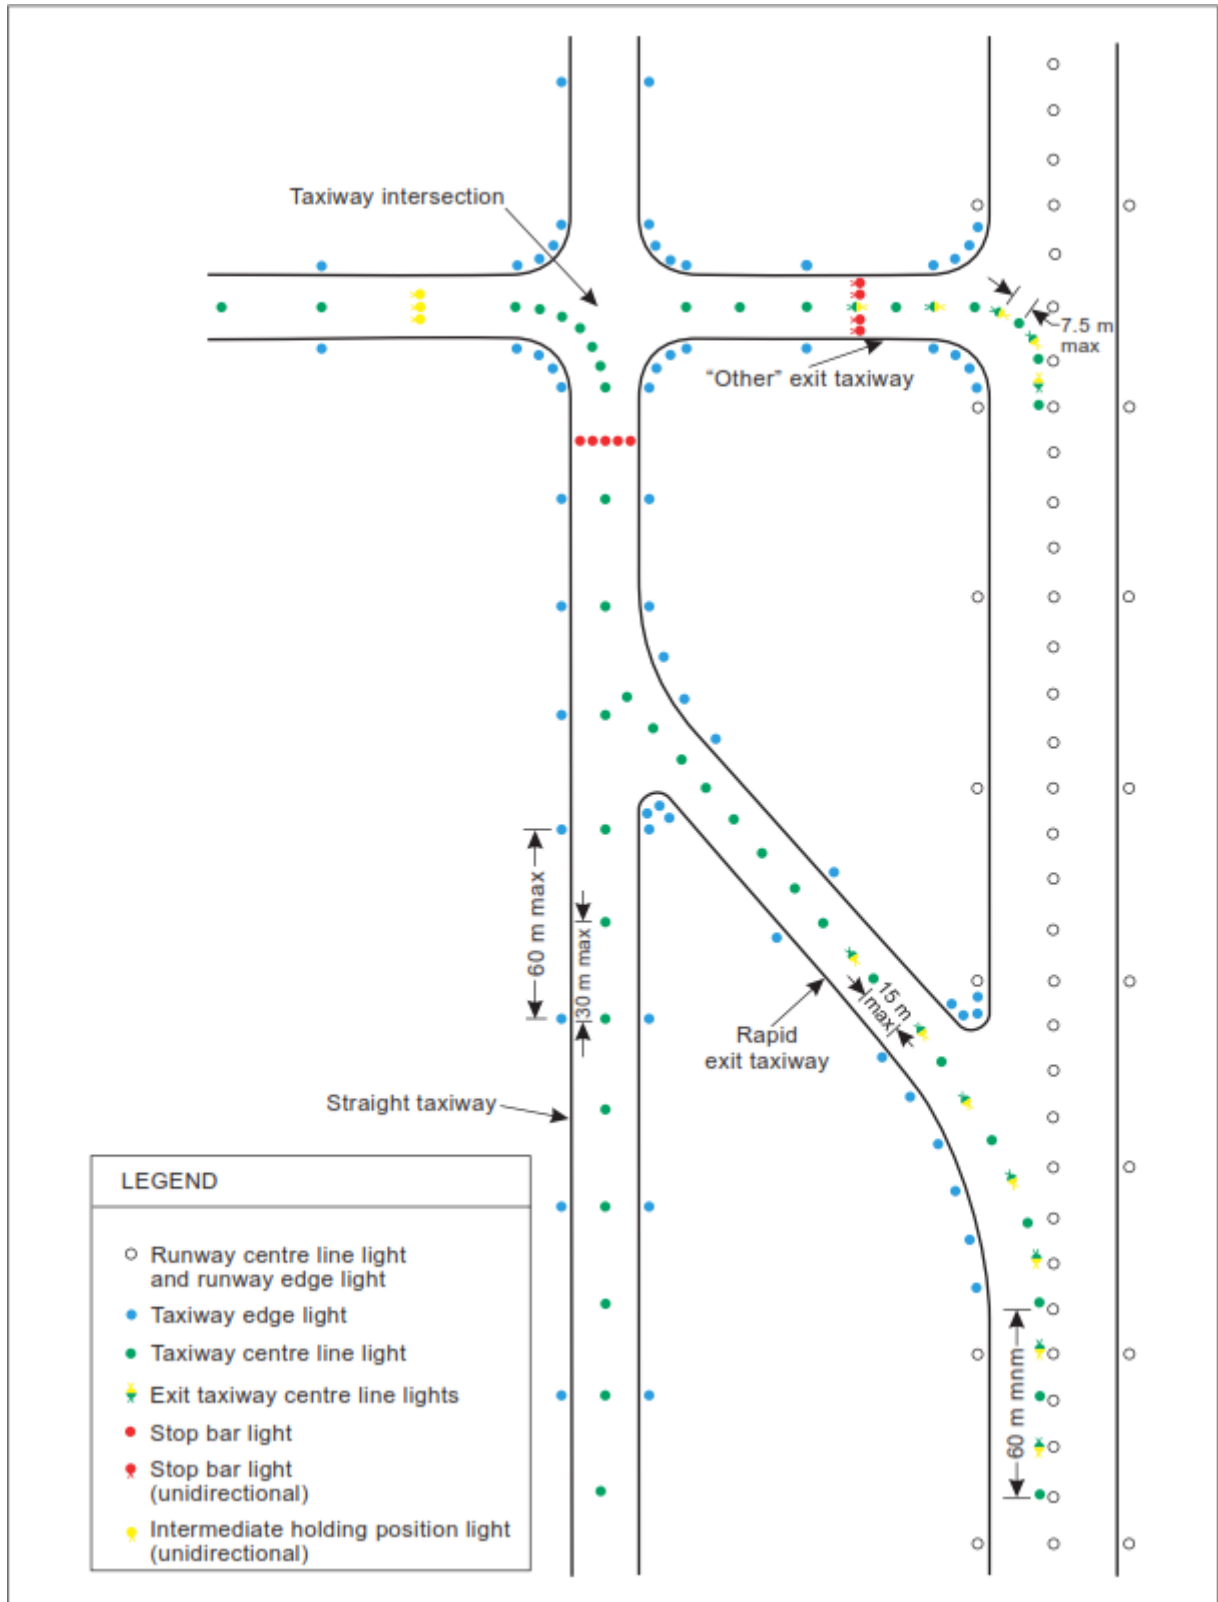 Taxiway intersection
7.5 m
max
"Other" exit taxiway
60 m max
30 m max
15 m
max
Rapid
exit taxiway
Straight taxiway
60 m mnm
LEGEND
Runway centre line light
and runway edge light
Taxiway edge light
Taxiway centre line light
Exit taxiway centre line lights
Stop bar light
Stop bar light
(unidirectional)
Intermediate holding position light
(unidirectional)